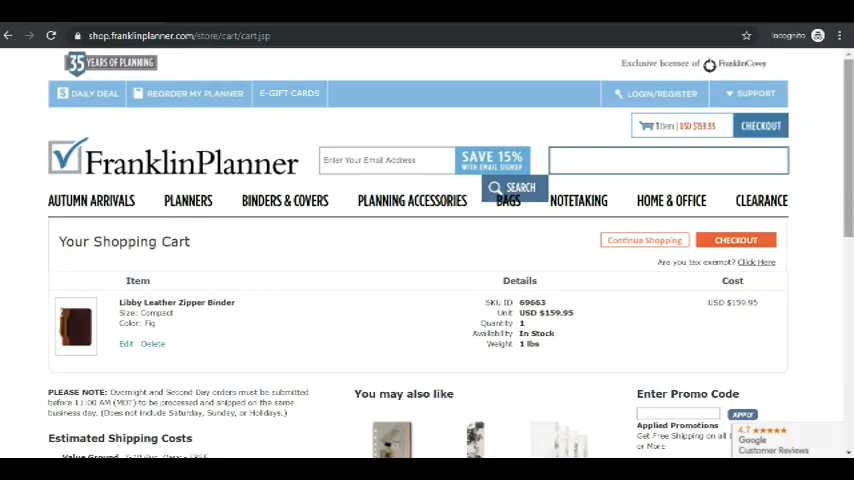 shop.franklinplanner.com/store/cart/cart.jsp
Incognito
35 YEARS OF PLANNING
Exclusive licensee of FranklinCovey
$ DAILY DEAL
REORDER MY PLANNER
E-GIFT CARDS
LOGIN/REGISTER
SUPPORT
1 Item | USD $159.95
CHECKOUT
FranklinPlanner
Enter Your Email Address
SAVE 15%
WITH EMAIL SIGNUP
SEARCH
AUTUMN ARRIVALS
PLANNERS
BINDERS & COVERS
PLANNING ACCESSORIES
BAGS
NOTETAKING
HOME & OFFICE
CLEARANCE
Your Shopping Cart
Continue Shopping
CHECKOUT
Are you tax exempt? Click Here
Item
Details
Cost
Libby Leather Zipper Binder
Size: Compact
Color: Fig
Edit Delete
SKU ID 69663
Unit USD $159.95
Quantity 1
Availability In Stock
Weight 1 lbs
USD $159.95
PLEASE NOTE: Overnight and Second Day orders must be submitted
before 11:00 AM (MDT) to be processed and shipped on the same
business day. (Does not include Saturday, Sunday, or Holidays.)
Estimated Shipping Costs
You may also like
Enter Promo Code
APPLY
Applied Promotions
Get Free Shipping on all
or More
4.7 ★★★★★
Google
Customer Reviews